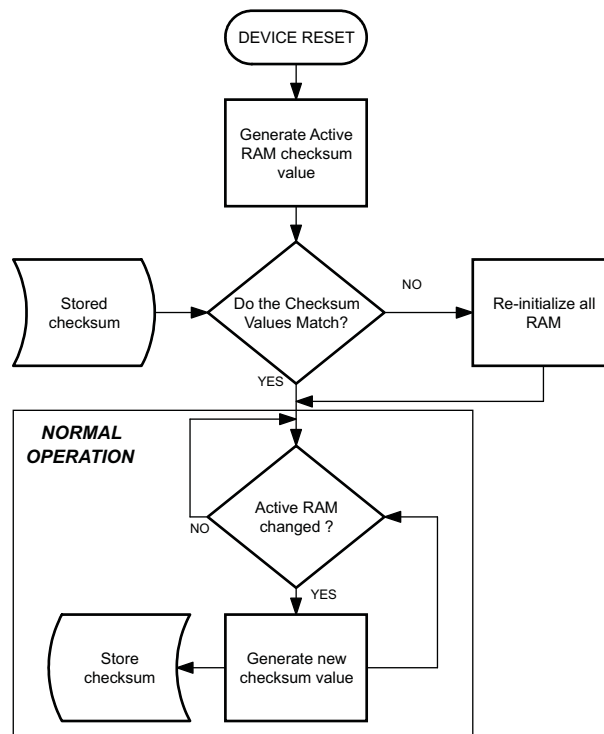 DEVICE RESET
Generate Active
RAM checksum
value
Stored
checksum
Do the Checksum
Values Match?
NO
Re-initialize all
RAM
YES
NORMAL
OPERATION
Active RAM
changed ?
NO
YES
Store
checksum
Generate new
checksum value